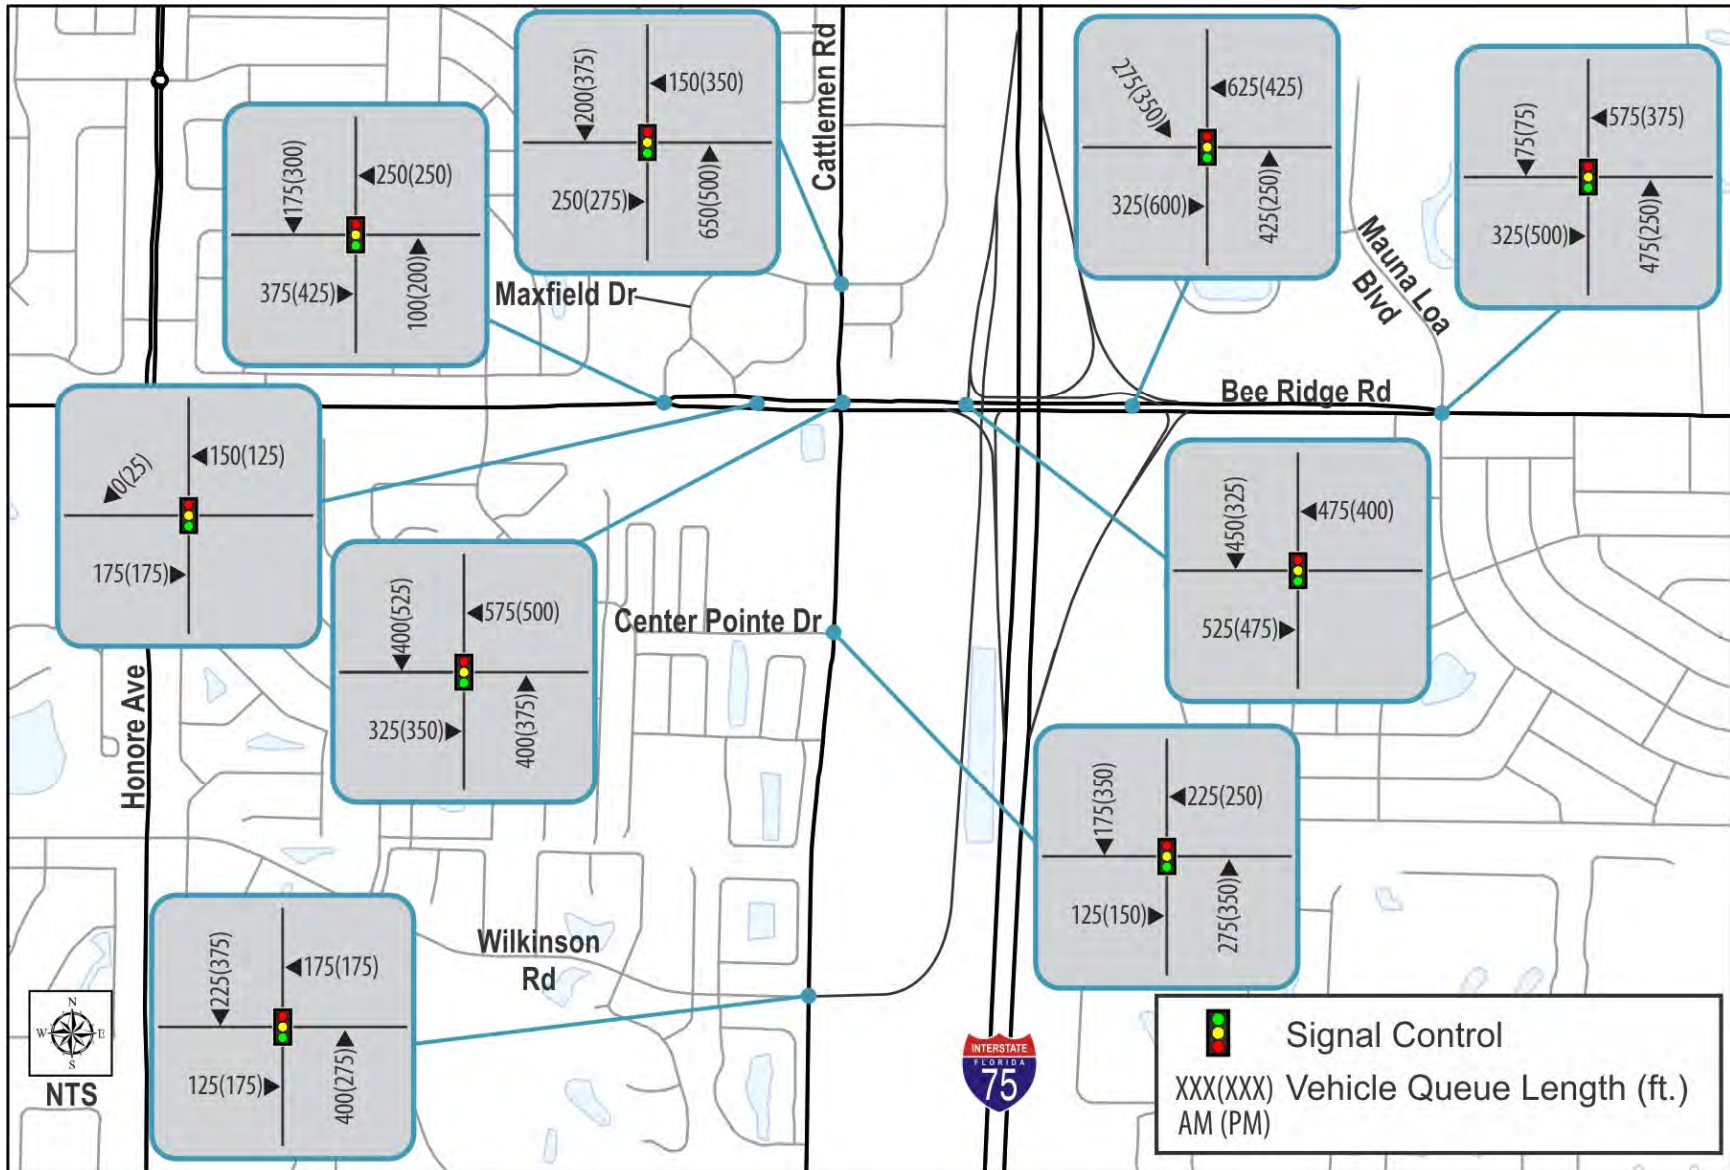 Cattlemen Rd
200(375)
150(350)
250(275)
650(500)
275(350)
625(425)
325(600)
425(250)
75(75)
575(375)
325(500)
475(250)
175(300)
250(250)
375(425)
100(200)
Maxfield Dr
Mauna Loa
Blvd
Bee Ridge Rd
0(25)
150(125)
175(175)
450(325)
475(400)
525(475)
400(525)
575(500)
325(350)
400(375)
Center Pointe Dr
Honore Ave
175(350)
225(250)
125(150)
275(350)
Wilkinson
Rd
225(375)
175(175)
125(175)
400(275)
N
W E
S
NTS
INTERSTATE
FLORIDA
75
Signal Control
XXX(XXX) Vehicle Queue Length (ft.)
AM (PM)